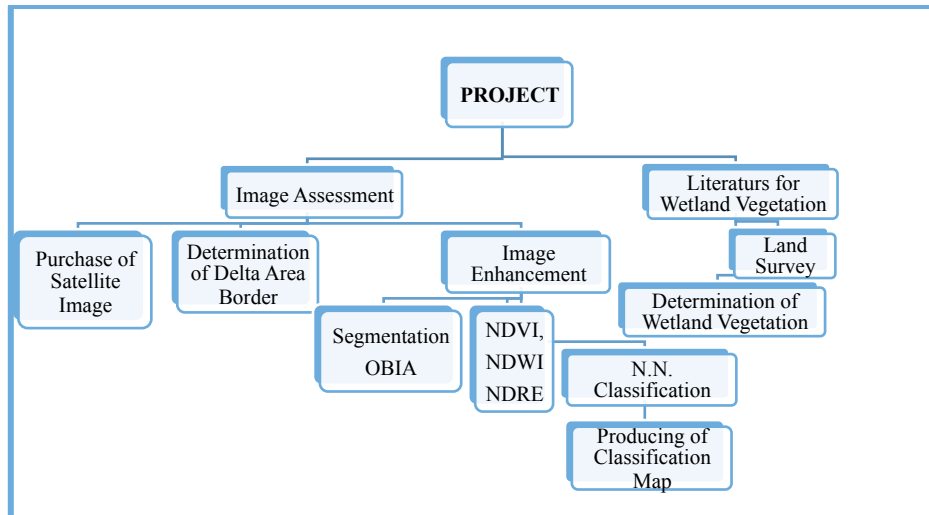 PROJECT
Image Assessment
Literaturs for
Wetland Vegetation
Purchase of
Satellite
Image
Determination
of Delta Area
Border
Image
Enhancement
Land
Survey
Determination of
Wetland Vegetation
Segmentation
OBIA
NDVI,
NDWI
NDRE
N.N.
Classification
Producing of
Classification
Map